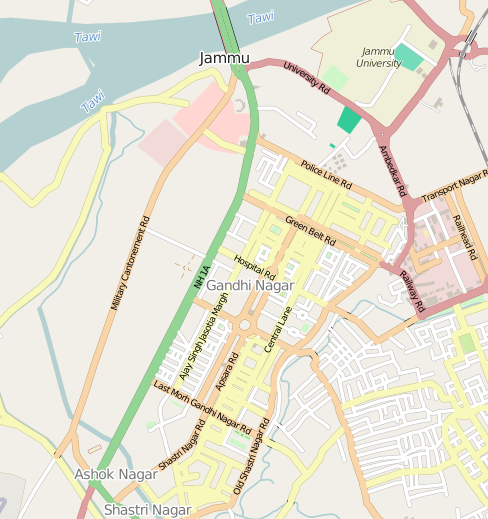 Tawi
Tawi
Tawi
Jammu
University Rd
Jammu
University
Ambedkar Rd
Police Line Rd
Transport Nagar R
Railhead Rd
Green Belt Rd
Military Cantonement Rd
NH 1A
Hospital Rd
Gandhi Nagar
Railway Rd
Ajay Singh Jasotia Margh
Central Lane
Apsara Rd
Last Morh Gandhi Nagar Rd
Shastri Nagar Rd
Old Shastri Nagar Rd
Ashok Nagar
Shastri Nagar